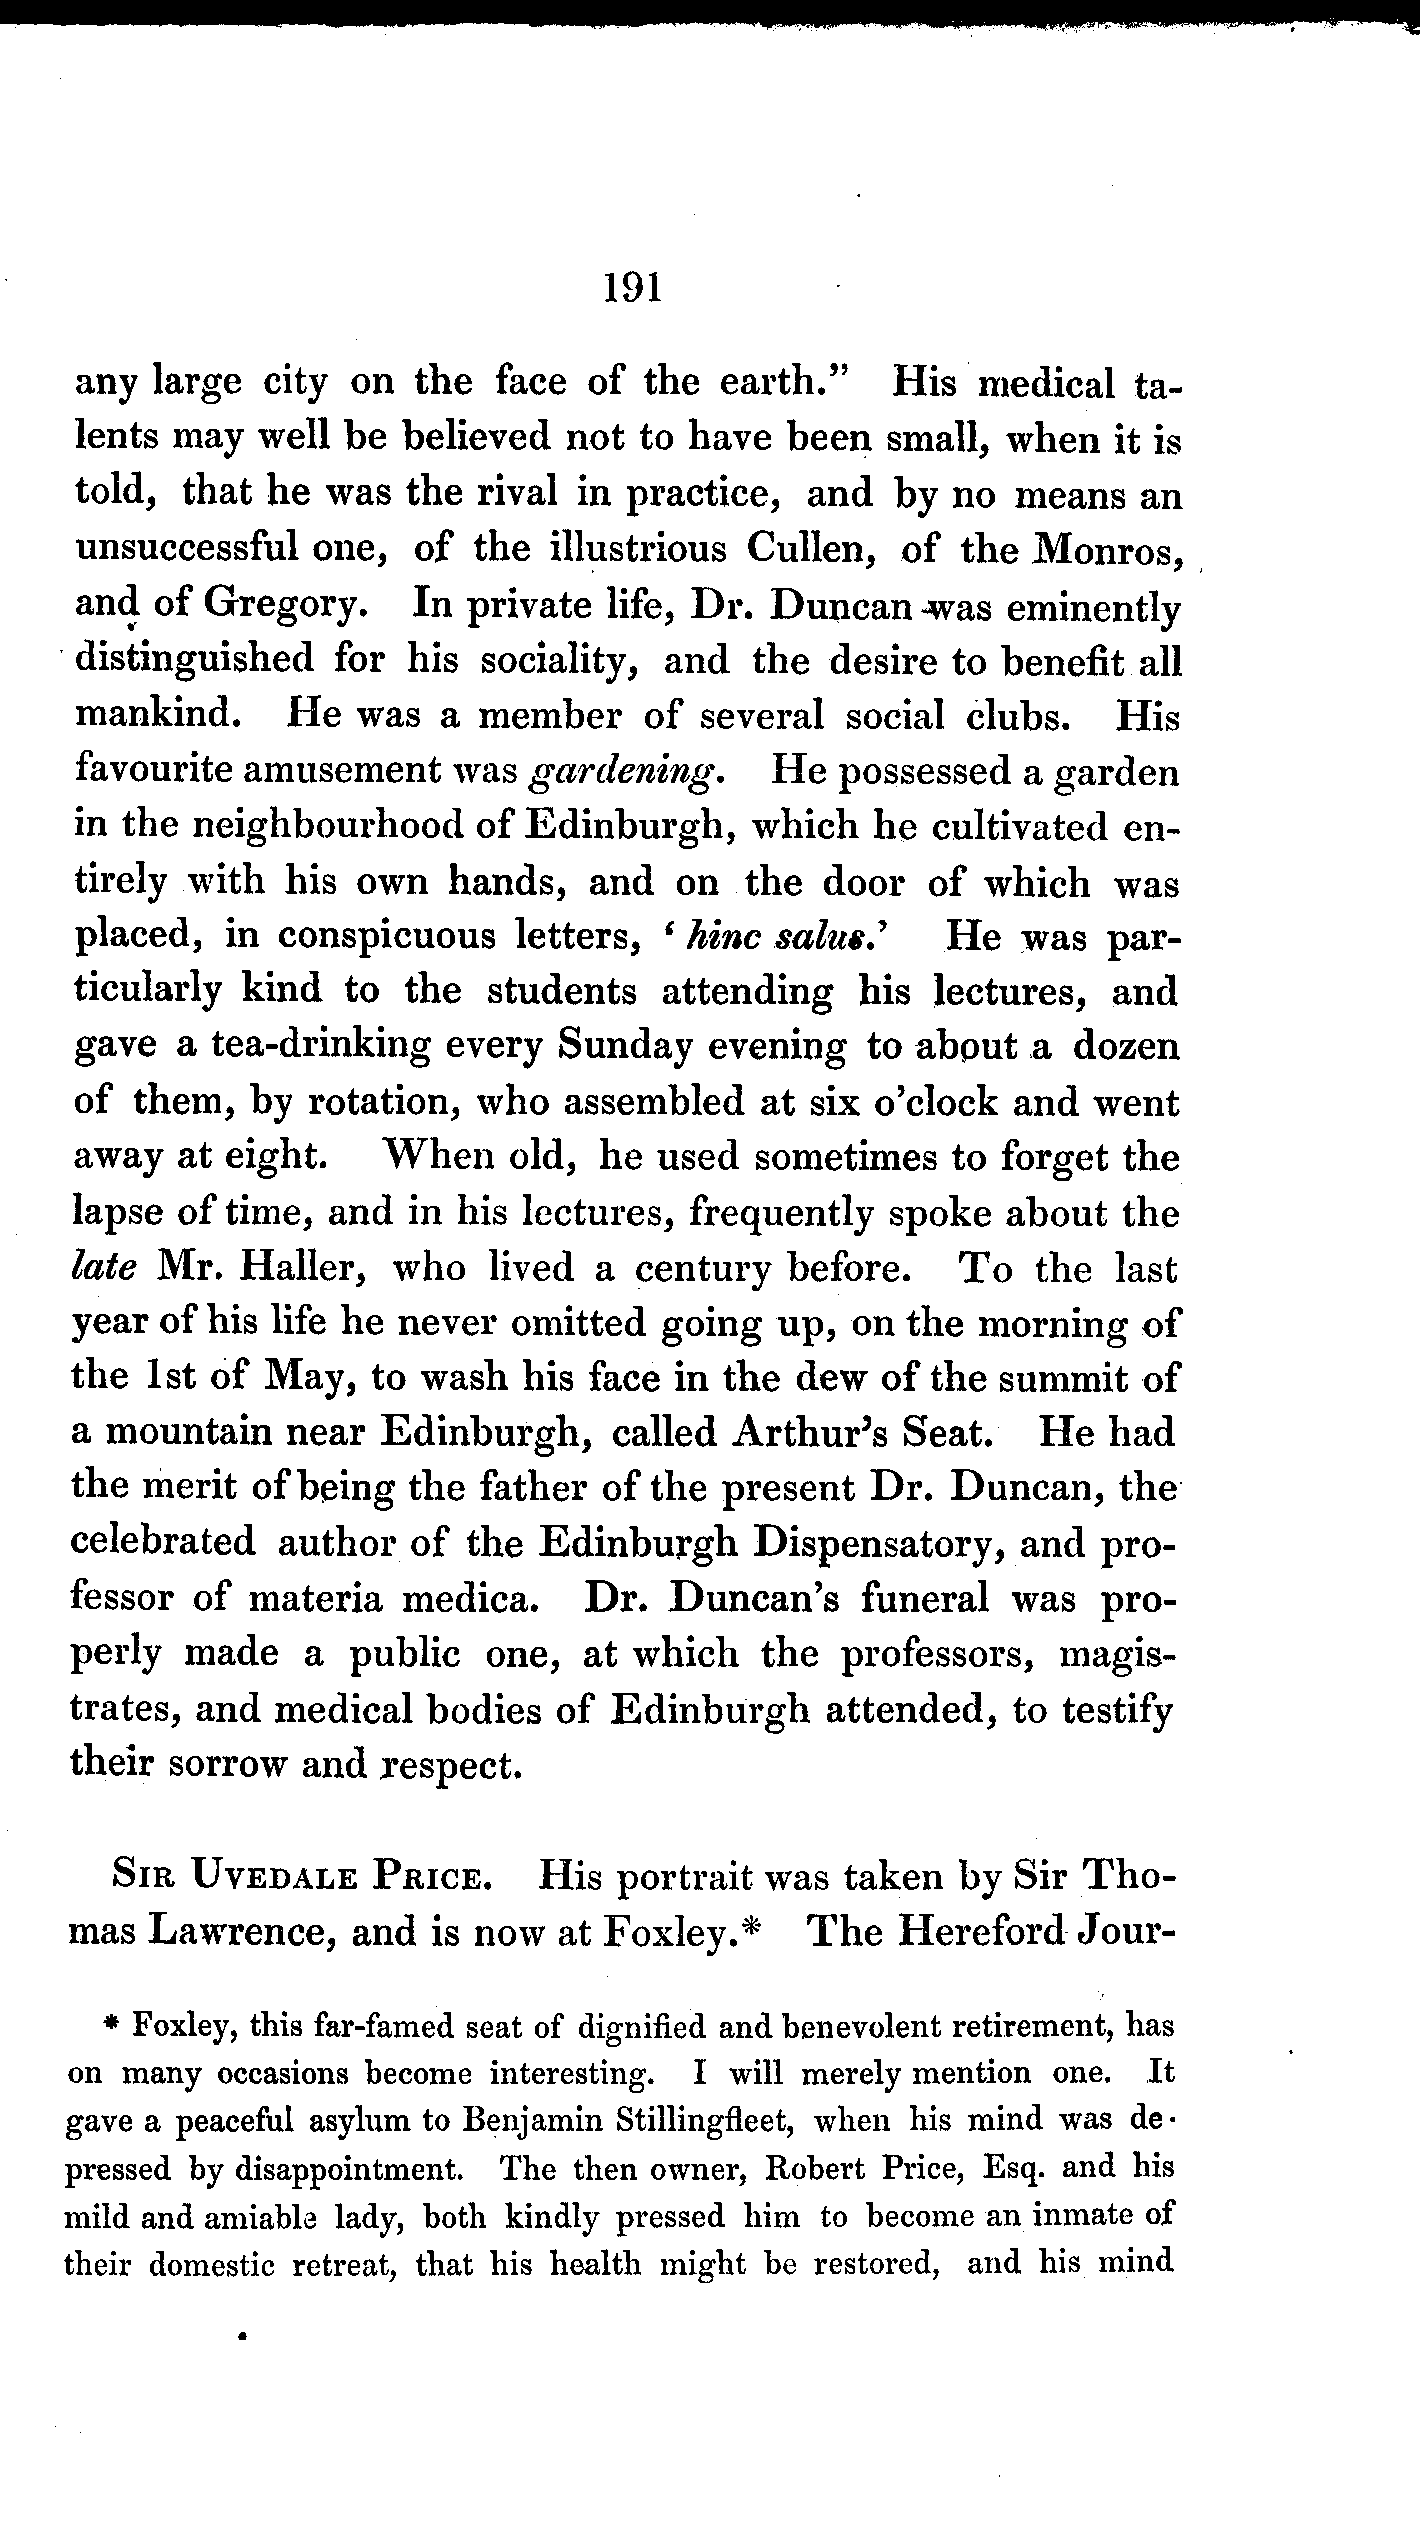 191
any large city on the face of the earth." His medical ta-
lents may well be believed not to have been small, when it is
told, that he was the rival in practice, and by no means an
unsuccessful one, of the illustrious Cullen, of the Monros,
and of Gregory. In private life, Dr. Duncan was eminently
distinguished for his sociality, and the desire to benefit all
mankind. He was a member of several social clubs. His
favourite amusement was gardening. He possessed a garden
in the neighbourhood of Edinburgh, which he cultivated en-
tirely with his own hands, and on the door of which was
placed, in conspicuous letters, ‘ hinc salus.’ He was par-
ticularly kind to the students attending his lectures, and
gave a tea-drinking every Sunday evening to about a dozen
of them, by rotation, who assembled at six o’clock and went
away at eight. When old, he used sometimes to forget the
lapse of time, and in his lectures, frequently spoke about the
late Mr. Haller, who lived a century before. To the last
year of his life he never omitted going up, on the morning of
the 1st of May, to wash his face in the dew of the summit of
a mountain near Edinburgh, called Arthur’s Seat. He had
the merit of being the father of the present Dr. Duncan, the
celebrated author of the Edinburgh Dispensatory, and pro-
fessor of materia medica. Dr. Duncan’s funeral was pro-
perly made a public one, at which the professors, magis-
trates, and medical bodies of Edinburgh attended, to testify
their sorrow and respect.
SIR UVEDALE PRICE. His portrait was taken by Sir Tho-
mas Lawrence, and is now at Foxley.* The Hereford Jour-
* Foxley, this far-famed seat of dignified and benevolent retirement, has
on many occasions become interesting. I will merely mention one. It
gave a peaceful asylum to Benjamin Stillingfleet, when his mind was de-
pressed by disappointment. The then owner, Robert Price, Esq. and his
mild and amiable lady, both kindly pressed him to become an inmate of
their domestic retreat, that his health might be restored, and his mind